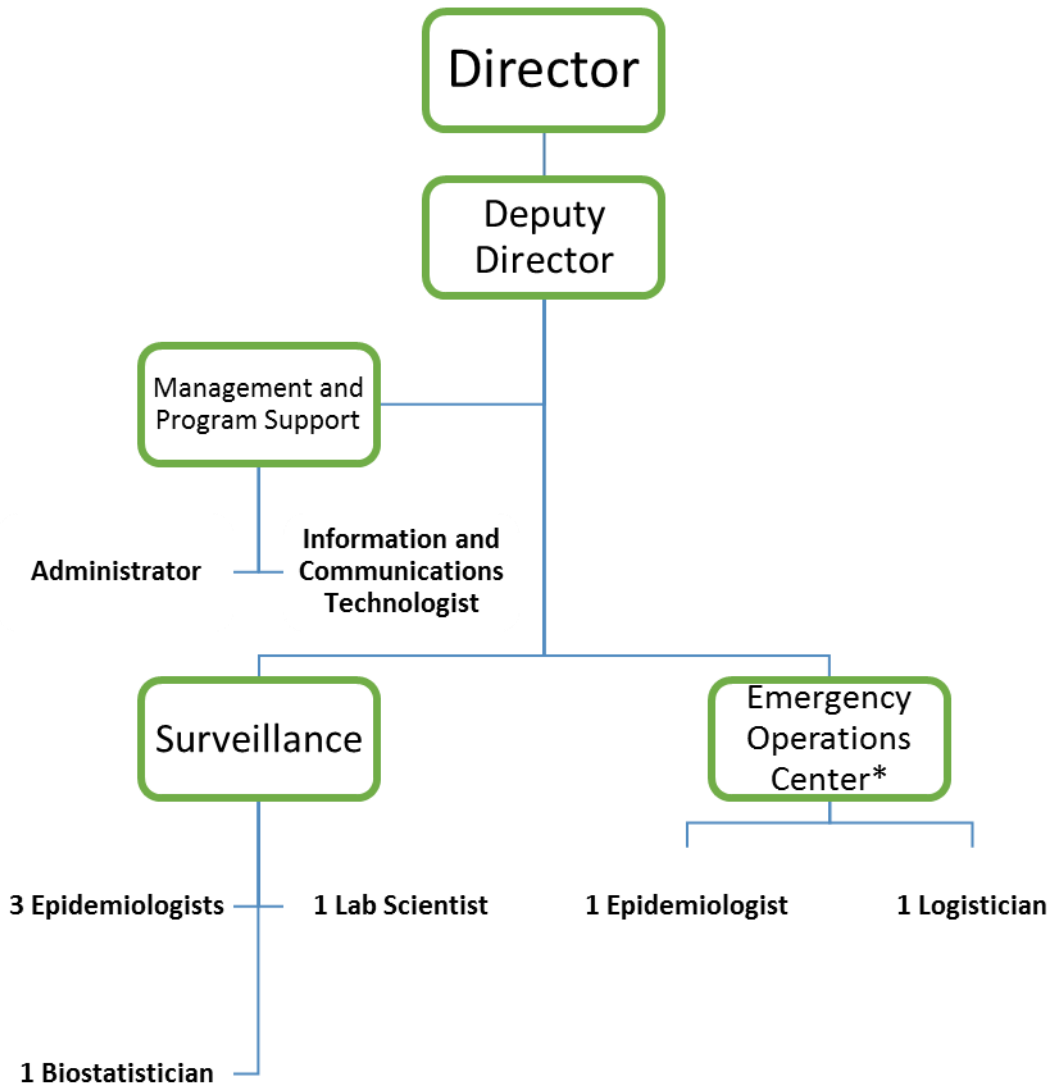 Director
Deputy
Director
Management and
Program Support
Administrator
Information and
Communications
Technologist
Surveillance
Emergency
Operations
Center*
3 Epidemiologists
1 Lab Scientist
1 Epidemiologist
1 Logistician
1 Biostatistician